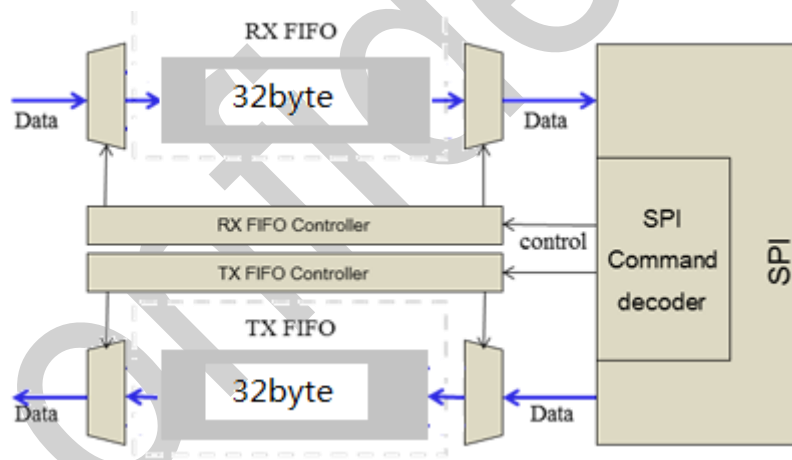 RX FIFO
32byte
Data
Data
RX FIFO Controller
control
TX FIFO Controller
SPI
Command
decoder
SPI
TX FIFO
32byte
Data
Data